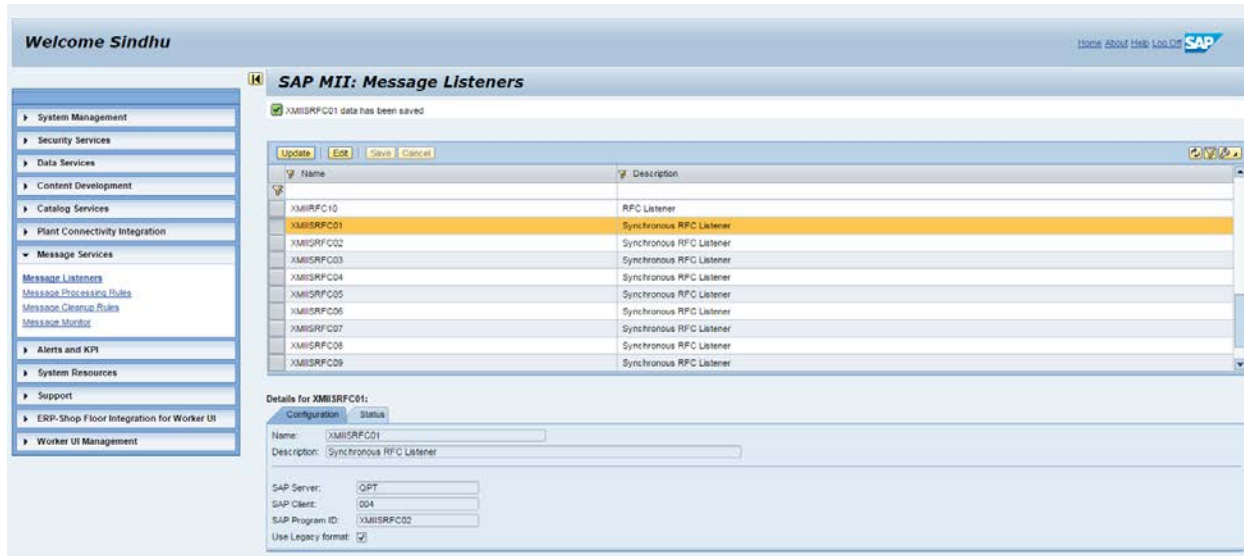 Welcome Sindhu
Home About Help Log Off SAP
SAP MII: Message Listeners
XMIISRFC01 data has been saved
System Management
Security Services
Data Services
Content Development
Catalog Services
Plant Connectivity Integration
Message Services
Message Listeners
Message Processing Rules
Message Cleanup Rules
Message Monitor
Alerts and KPI
System Resources
Support
ERP-Shop Floor Integration for Worker UI
Worker UI Management
Update Edit Save Cancel
Name Description
XMIIRFC10 RFC Listener
XMIISRFC01 Synchronous RFC Listener
XMIISRFC02 Synchronous RFC Listener
XMIISRFC03 Synchronous RFC Listener
XMIISRFC04 Synchronous RFC Listener
XMIISRFC05 Synchronous RFC Listener
XMIISRFC06 Synchronous RFC Listener
XMIISRFC07 Synchronous RFC Listener
XMIISRFC08 Synchronous RFC Listener
XMIISRFC09 Synchronous RFC Listener
Details for XMIISRFC01:
Configuration Status
Name: XMIISRFC01
Description: Synchronous RFC Listener
SAP Server: QPT
SAP Client: 004
SAP Program ID: XMIISRFC02
Use Legacy format: